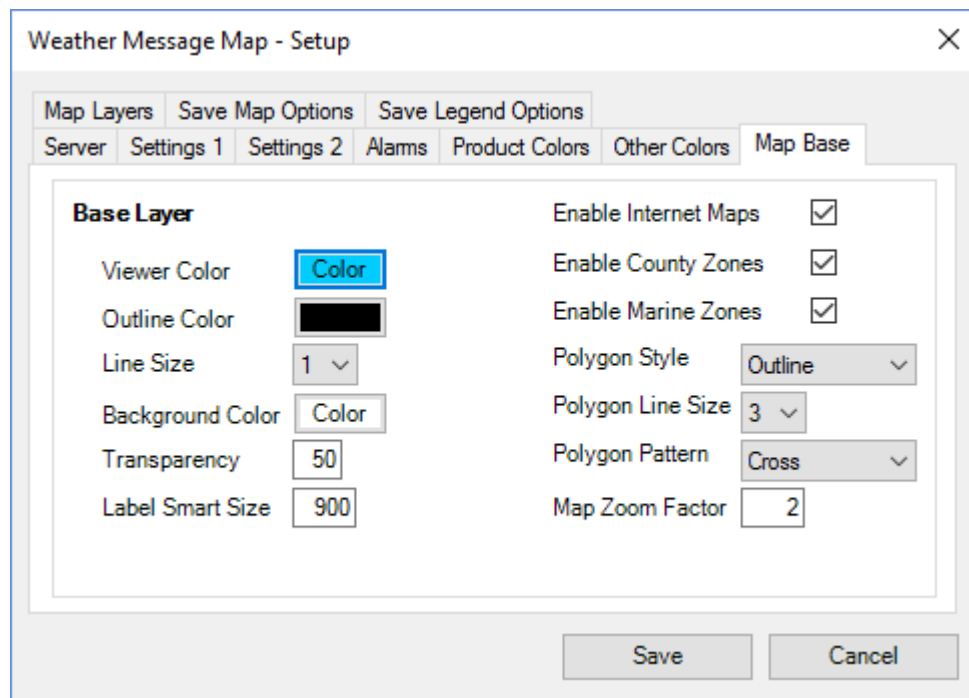 Weather Message Map - Setup
Map Layers Save Map Options Save Legend Options
Server Settings 1 Settings 2 Alarms Product Colors Other Colors Map Base
Base Layer
Viewer Color Color
Outline Color
Line Size 1
Background Color Color
Transparency 50
Label Smart Size 900
Enable Internet Maps
Enable County Zones
Enable Marine Zones
Polygon Style Outline
Polygon Line Size 3
Polygon Pattern Cross
Map Zoom Factor 2
Save Cancel